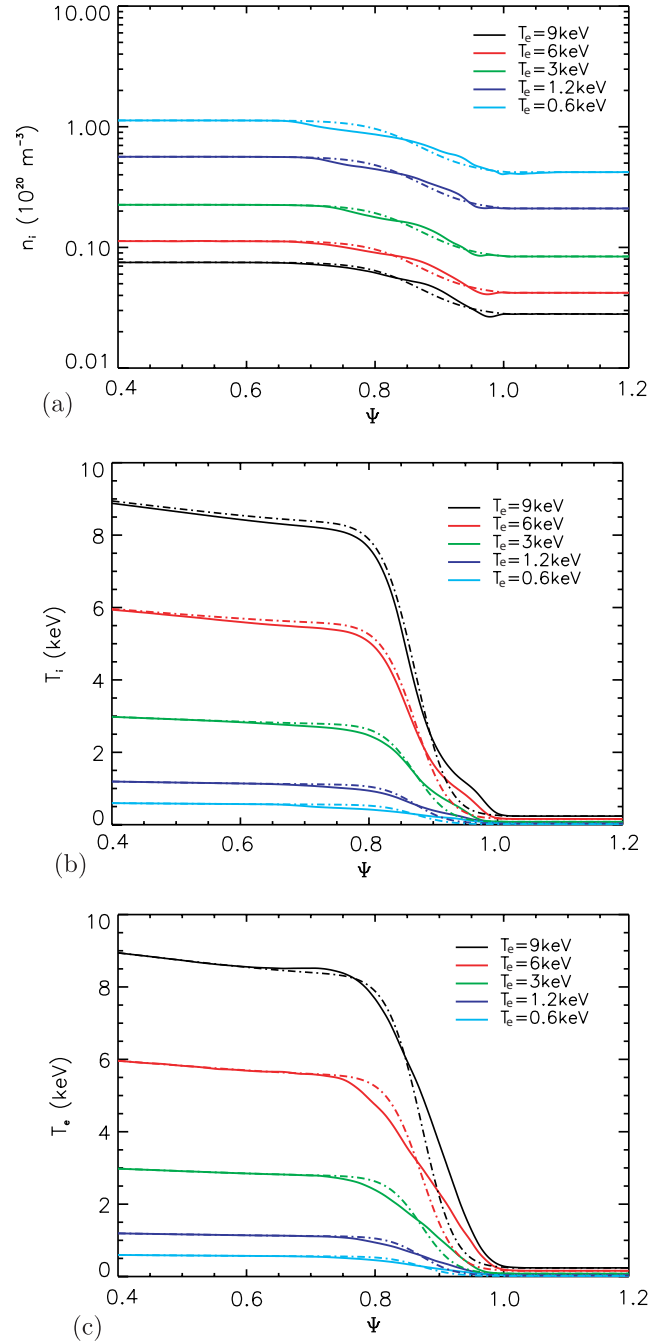 10.00
1.00
0.10
0.01
n_i (10^20 m^-3)
T_e=9keV
T_e=6keV
T_e=3keV
T_e=1.2keV
T_e=0.6keV
0.4
0.6
0.8
1.0
1.2
Ψ
(a)
10
8
6
4
2
0
T_i (keV)
T_e=9keV
T_e=6keV
T_e=3keV
T_e=1.2keV
T_e=0.6keV
0.4
0.6
0.8
1.0
1.2
Ψ
(b)
10
8
6
4
2
0
T_e (keV)
T_e=9keV
T_e=6keV
T_e=3keV
T_e=1.2keV
T_e=0.6keV
0.4
0.6
0.8
1.0
1.2
Ψ
(c)